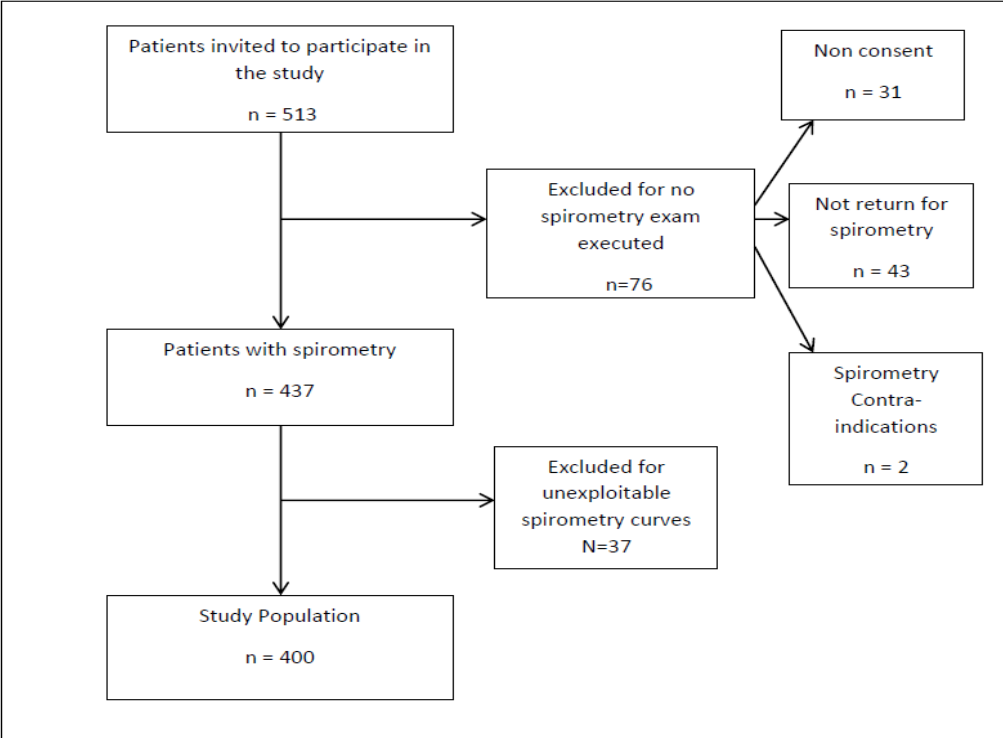 Patients invited to participate in
the study
n = 513
Non consent
n = 31
Excluded for no
spirometry exam
executed
n=76
Not return for
spirometry
n = 43
Patients with spirometry
n = 437
Spirometry
Contra-
indications
n = 2
Excluded for
unexploitable
spirometry curves
N=37
Study Population
n = 400